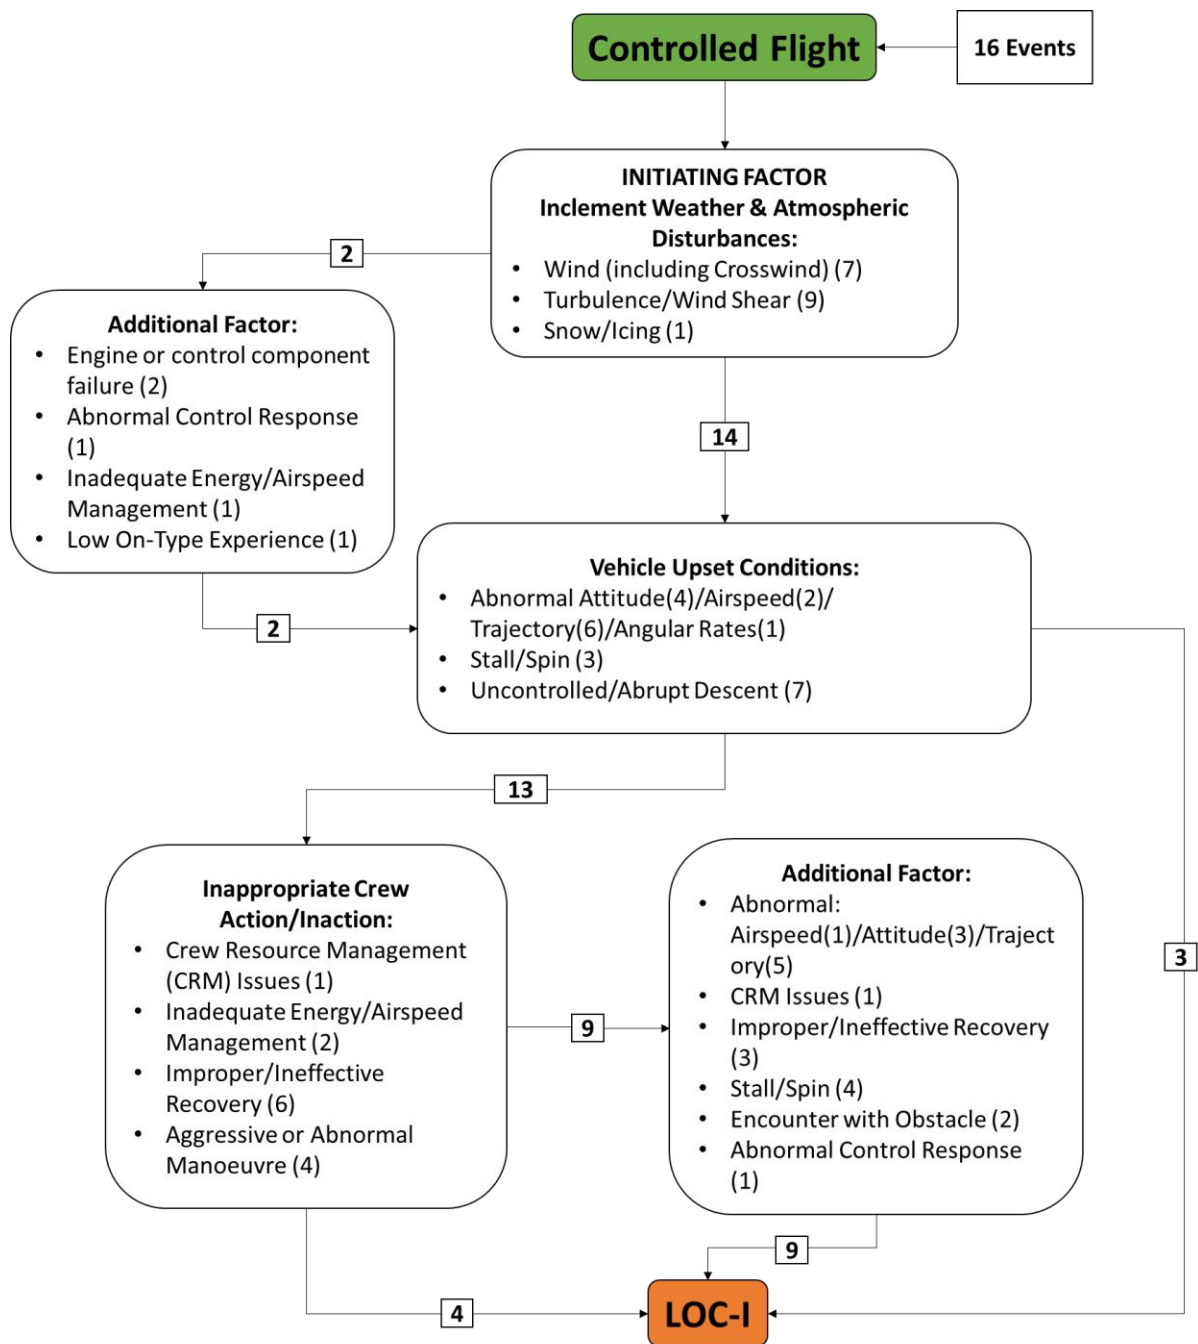 Controlled Flight
16 Events
INITIATING FACTOR
Inclement Weather & Atmospheric
Disturbances:
• Wind (including Crosswind) (7)
• Turbulence/Wind Shear (9)
• Snow/Icing (1)
2
Additional Factor:
• Engine or control component
failure (2)
• Abnormal Control Response
(1)
• Inadequate Energy/Airspeed
Management (1)
• Low On-Type Experience (1)
14
2
Vehicle Upset Conditions:
• Abnormal Attitude(4)/Airspeed(2)/
Trajectory(6)/Angular Rates(1)
• Stall/Spin (3)
• Uncontrolled/Abrupt Descent (7)
13
Inappropriate Crew
Action/Inaction:
• Crew Resource Management
(CRM) Issues (1)
• Inadequate Energy/Airspeed
Management (2)
• Improper/Ineffective
Recovery (6)
• Aggressive or Abnormal
Manoeuvre (4)
9
Additional Factor:
• Abnormal:
Airspeed(1)/Attitude(3)/Traject
ory(5)
• CRM Issues (1)
• Improper/Ineffective Recovery
(3)
• Stall/Spin (4)
• Encounter with Obstacle (2)
• Abnormal Control Response
(1)
3
9
4
LOC-I